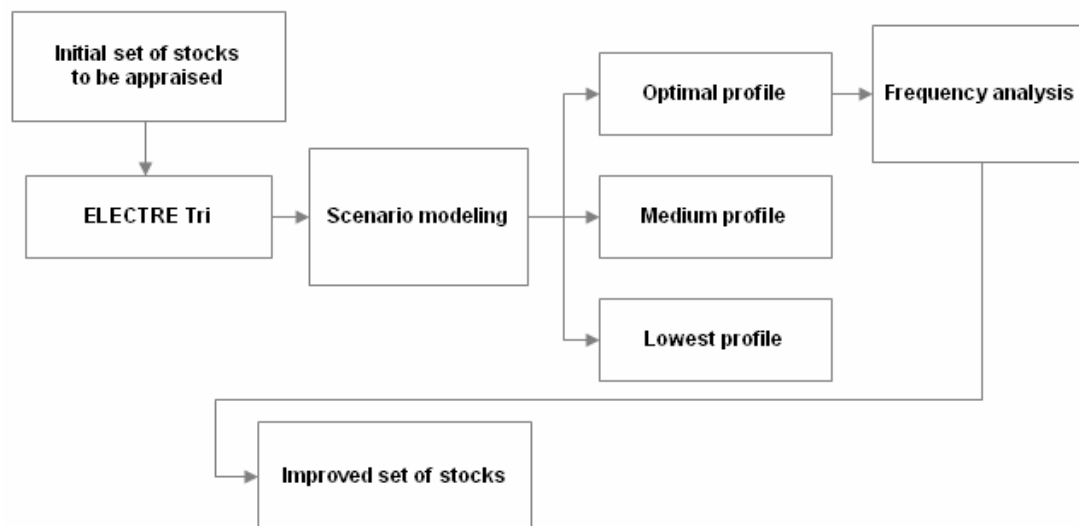 Initial set of stocks
to be appraised
Optimal profile
Frequency analysis
ELECTRE Tri
Scenario modeling
Medium profile
Lowest profile
Improved set of stocks